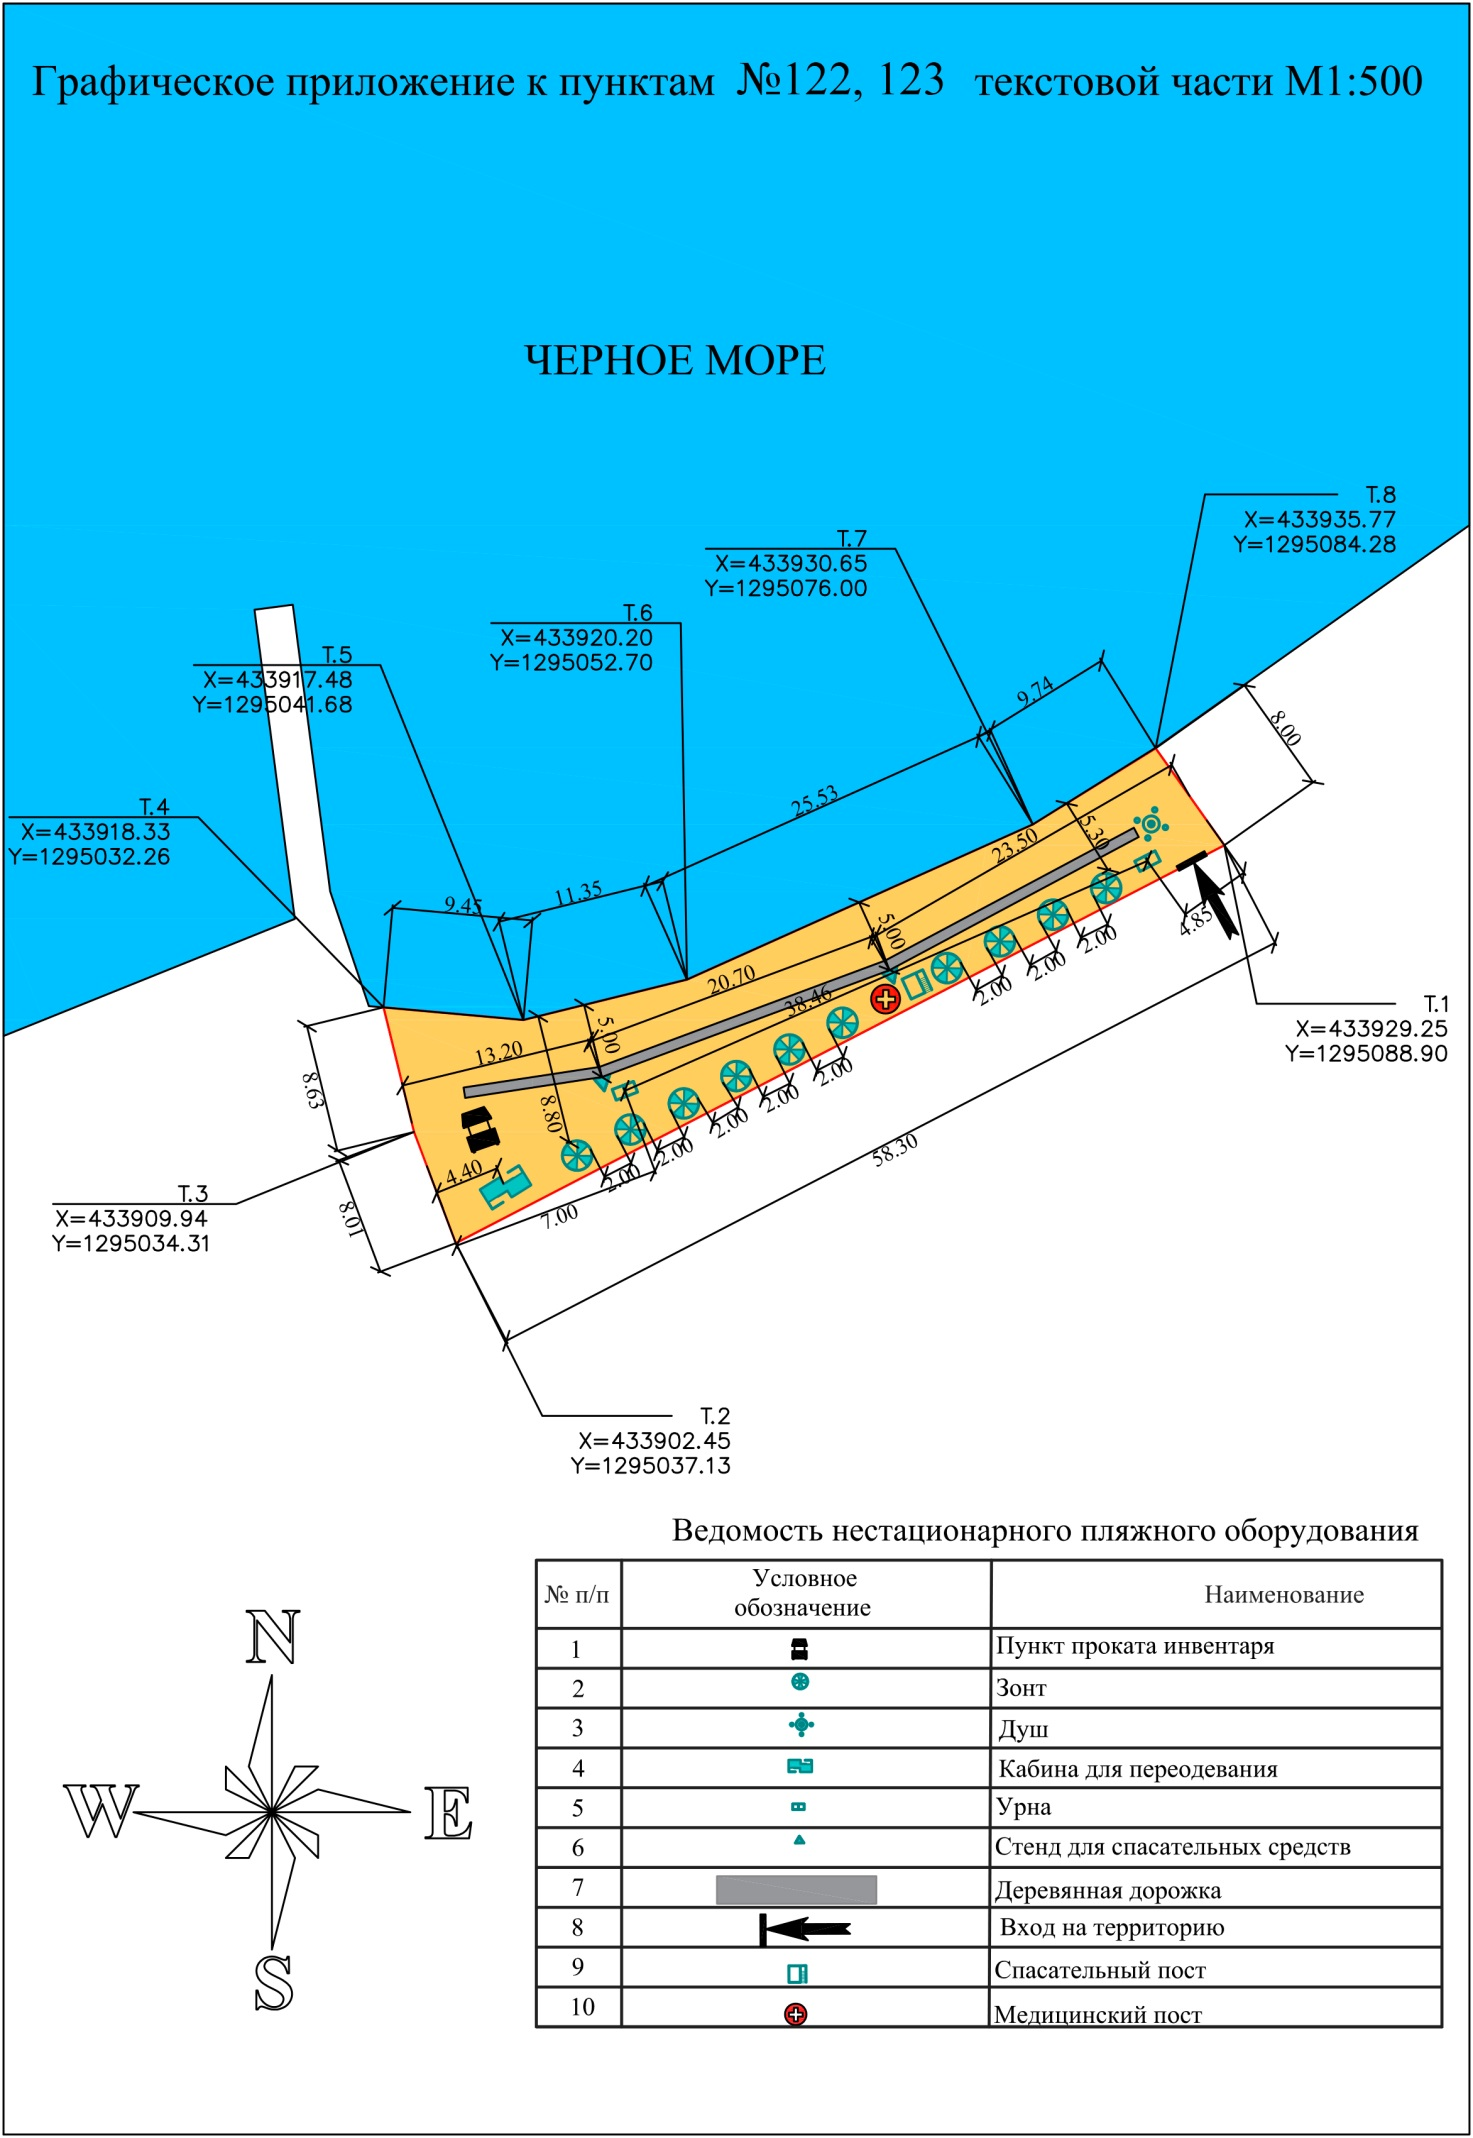 Графическое приложение к пунктам №122, 123 текстовой части М1:500
ЧЕРНОЕ МОРЕ
Т.8
X=433935.77
Y=1295084.28
Т.7
X=433930.65
Y=1295076.00
Т.6
X=433920.20
Y=1295052.70
Т.5
X=433917.48
Y=1295041.68
Т.4
X=433918.33
Y=1295032.26
9.74
8.00
25.53
23.50
5.30
11.35
9.45
5.00
4.85
2.00
2.00
2.00
20.70
38.46
5.00
13.20
8.63
8.80
2.00
2.00
2.00
2.00
2.00
4.40
7.00
8.01
58.30
Т.1
X=433929.25
Y=1295088.90
Т.3
X=433909.94
Y=1295034.31
Т.2
X=433902.45
Y=1295037.13
Ведомость нестационарного пляжного оборудования
№ п/п
Условное
обозначение
Наименование
1 Пункт проката инвентаря
2 Зонт
3 Душ
4 Кабина для переодевания
5 Урна
6 Стенд для спасательных средств
7 Деревянная дорожка
8 Вход на территорию
9 Спасательный пост
10 Медицинский пост
N
W E
S